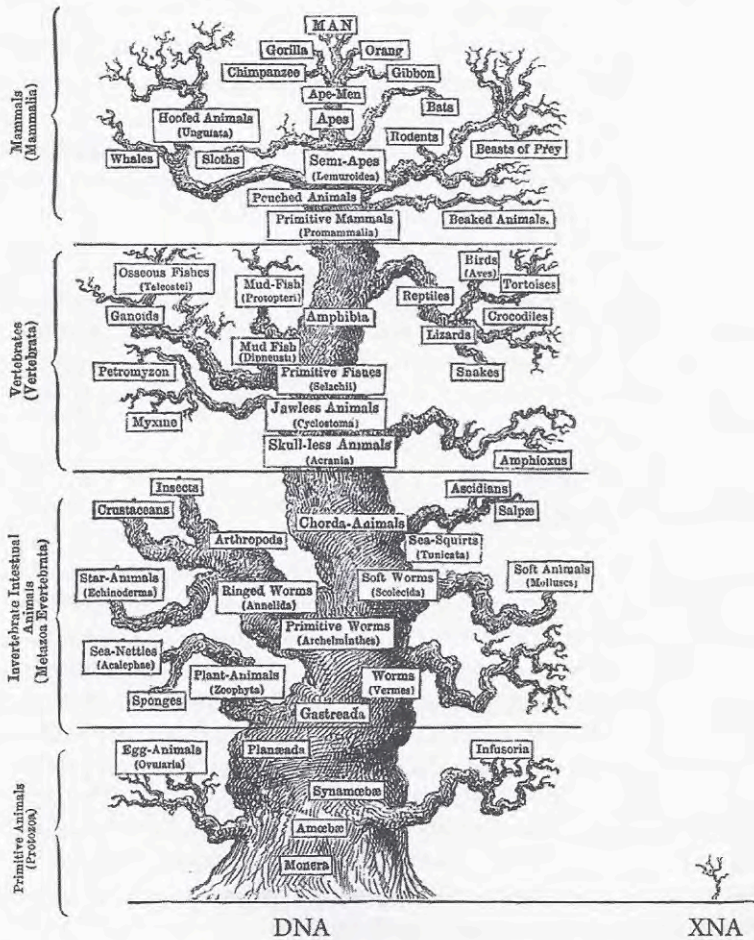 MAN
Gorilla
Orang
Chimpanzee
Gibbon
Ape-Men
Bats
Hoofed Animals
(Ungulata)
Apes
Rodents
Whales
Sloths
Semi-Apes
(Lemuroidea)
Beasts of Prey
Pouched Animals
Primitive Mammals
(Promammalia)
Beaked Animals.
Mammals
(Mammalia)
Osseous Fishes
(Teleostei)
Mud-Fish
(Protopteri)
Birds
(Aves)
Tortoises
Reptiles
Ganoids
Amphibia
Crocodiles
Lizards
Mud Fish
(Dipneusti)
Petromyzon
Primitive Fishes
(Selachii)
Snakes
Jawless Animals
(Cyclostoma)
Myxine
Skull-less Animals
(Acrania)
Amphioxus
Vertebrates
(Vertebrata)
Insects
Ascidians
Crustaceans
Salpæ
Chorda-Animals
Arthropods
Sea-Squirts
(Tunicata)
Star-Animals
(Echinoderma)
Ringed Worms
(Annelida)
Soft Worms
(Scolecida)
Soft Animals
(Molluscs)
Primitive Worms
(Archelminthes)
Sea-Nettles
(Acalephae)
Plant-Animals
(Zoophyta)
Worms
(Vermes)
Sponges
Gastreada
Invertebrate Intestinal
Animals
(Metazoa Evertebrata)
Egg-Animals
(Ovularia)
Planæada
Infusoria
Synamœbæ
Amœbæ
Monera
Primitive Animals
(Protozoa)
DNA
XNA